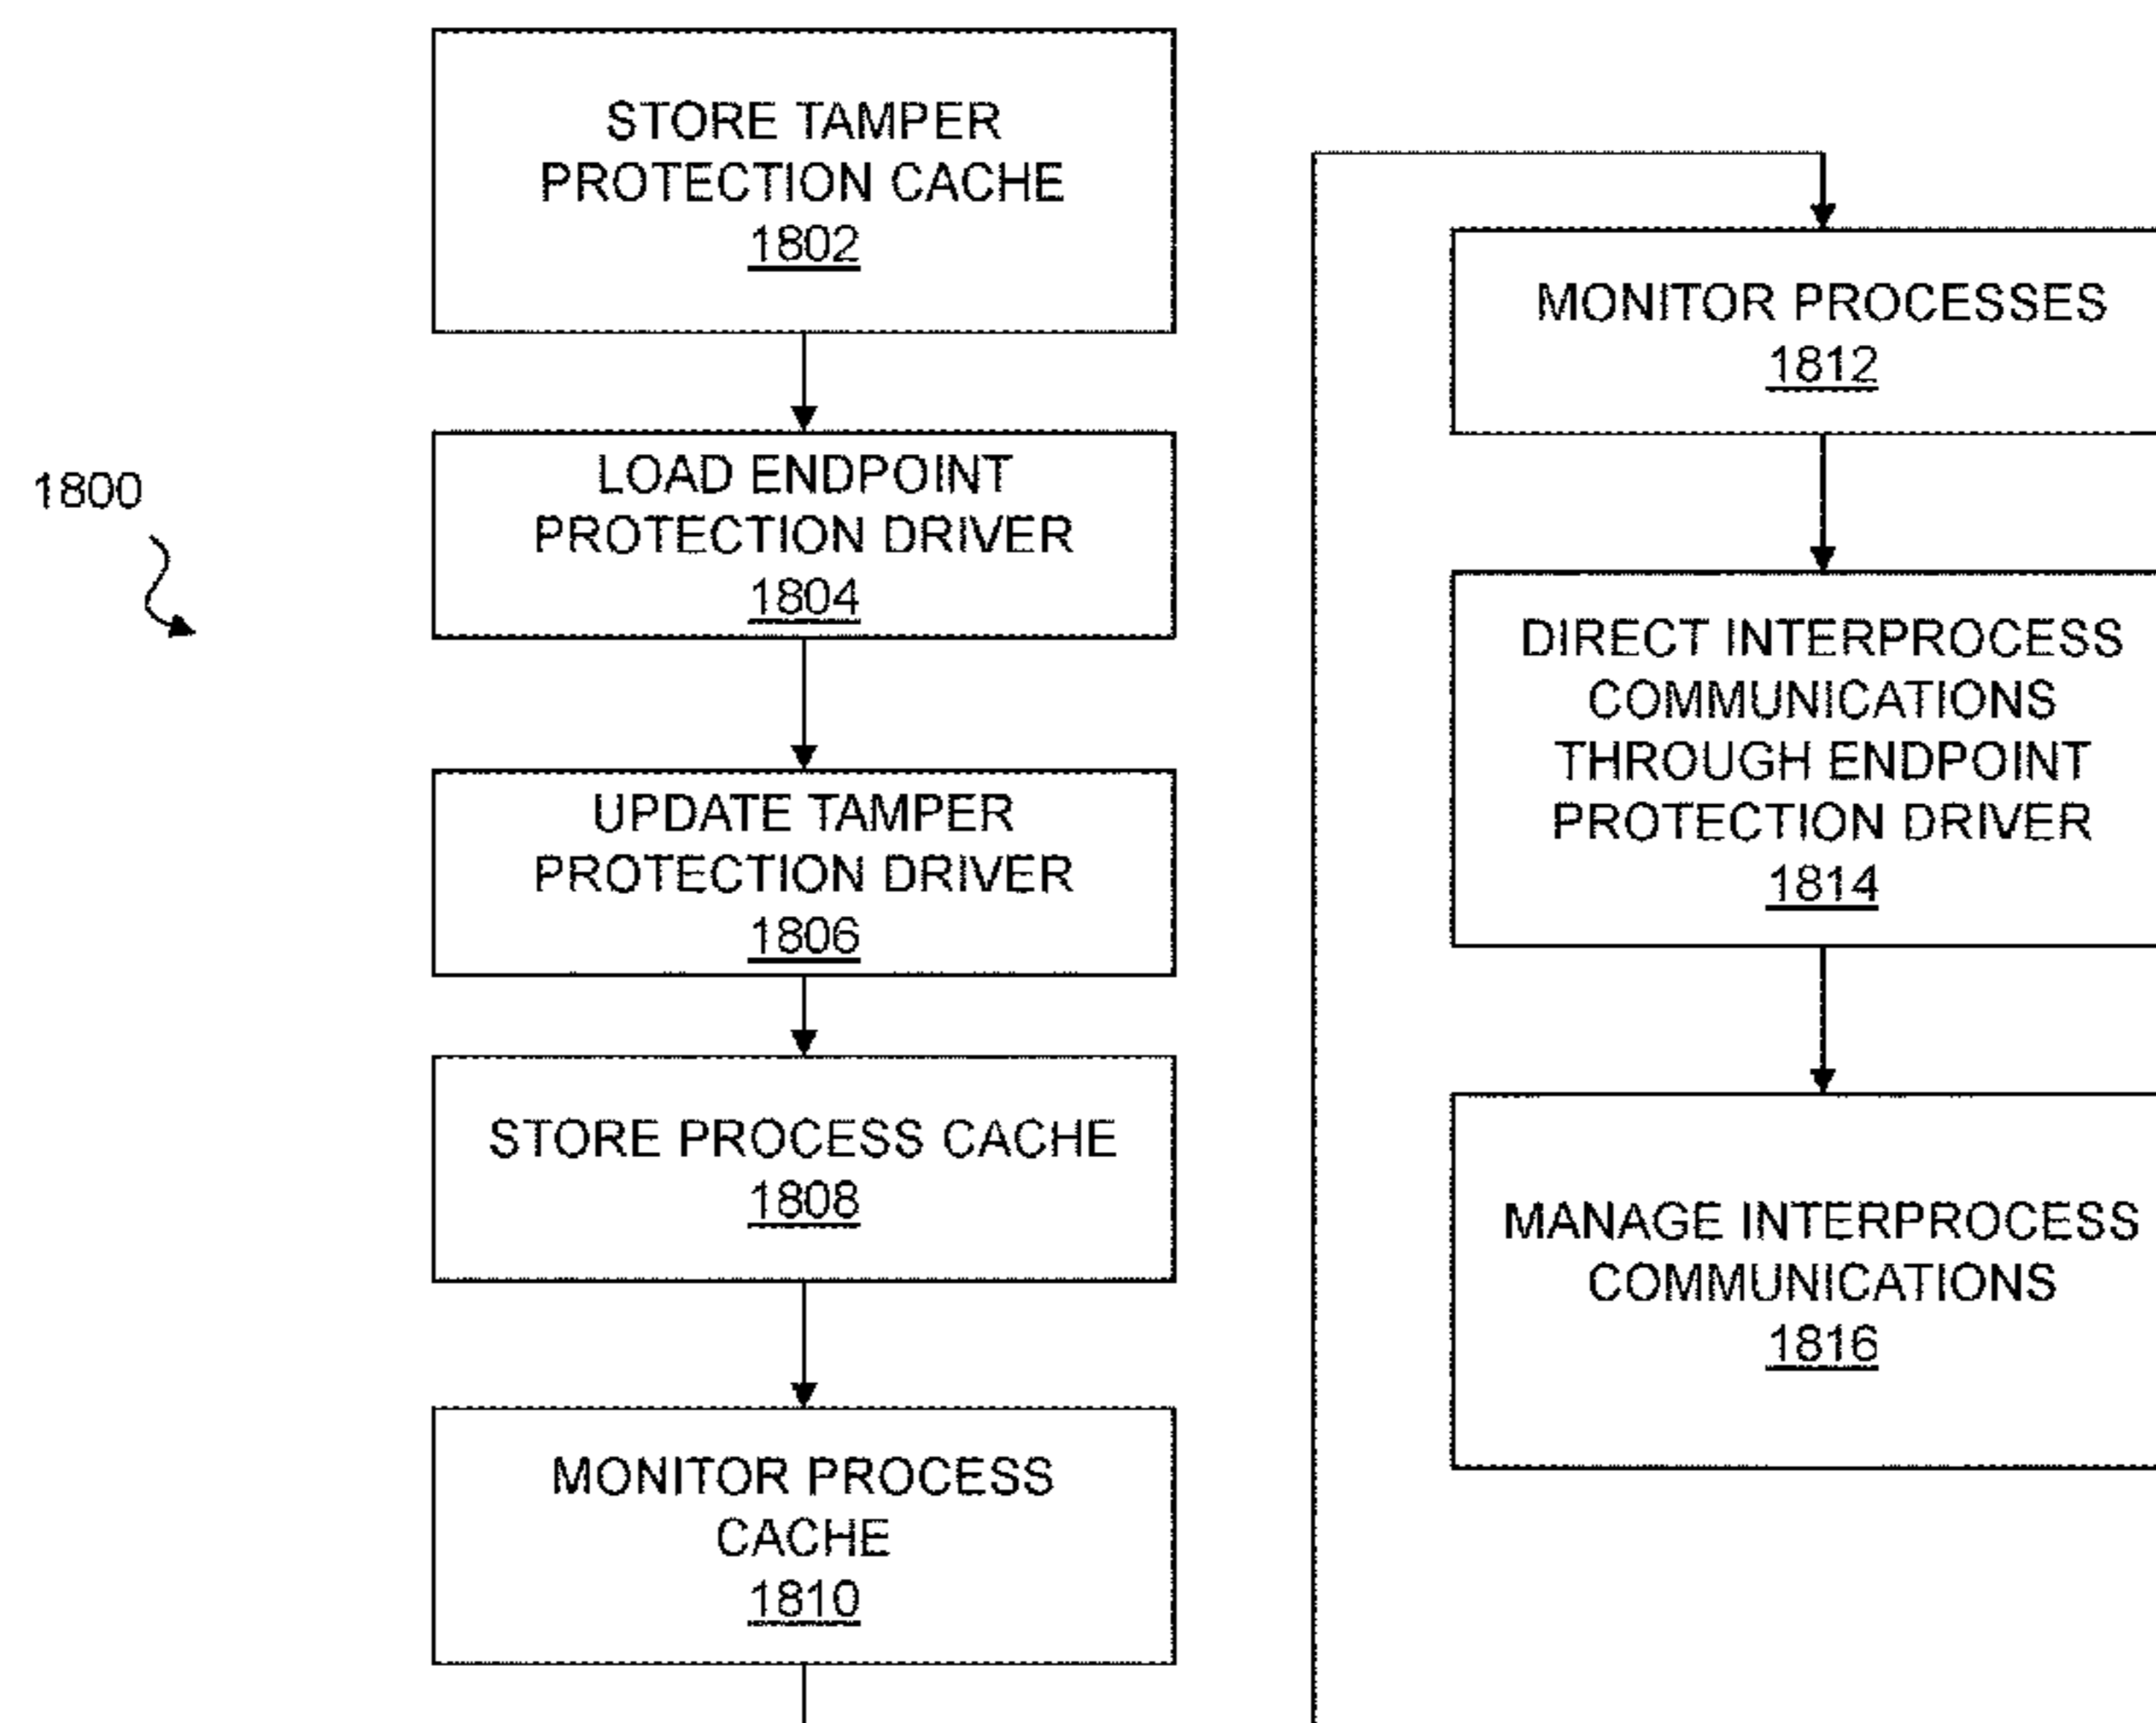 STORE TAMPER
PROTECTION CACHE
1802
LOAD ENDPOINT
PROTECTION DRIVER
1804
1800
UPDATE TAMPER
PROTECTION DRIVER
1806
STORE PROCESS CACHE
1808
MONITOR PROCESS
CACHE
1810
MONITOR PROCESSES
1812
DIRECT INTERPROCESS
COMMUNICATIONS
THROUGH ENDPOINT
PROTECTION DRIVER
1814
MANAGE INTERPROCESS
COMMUNICATIONS
1816